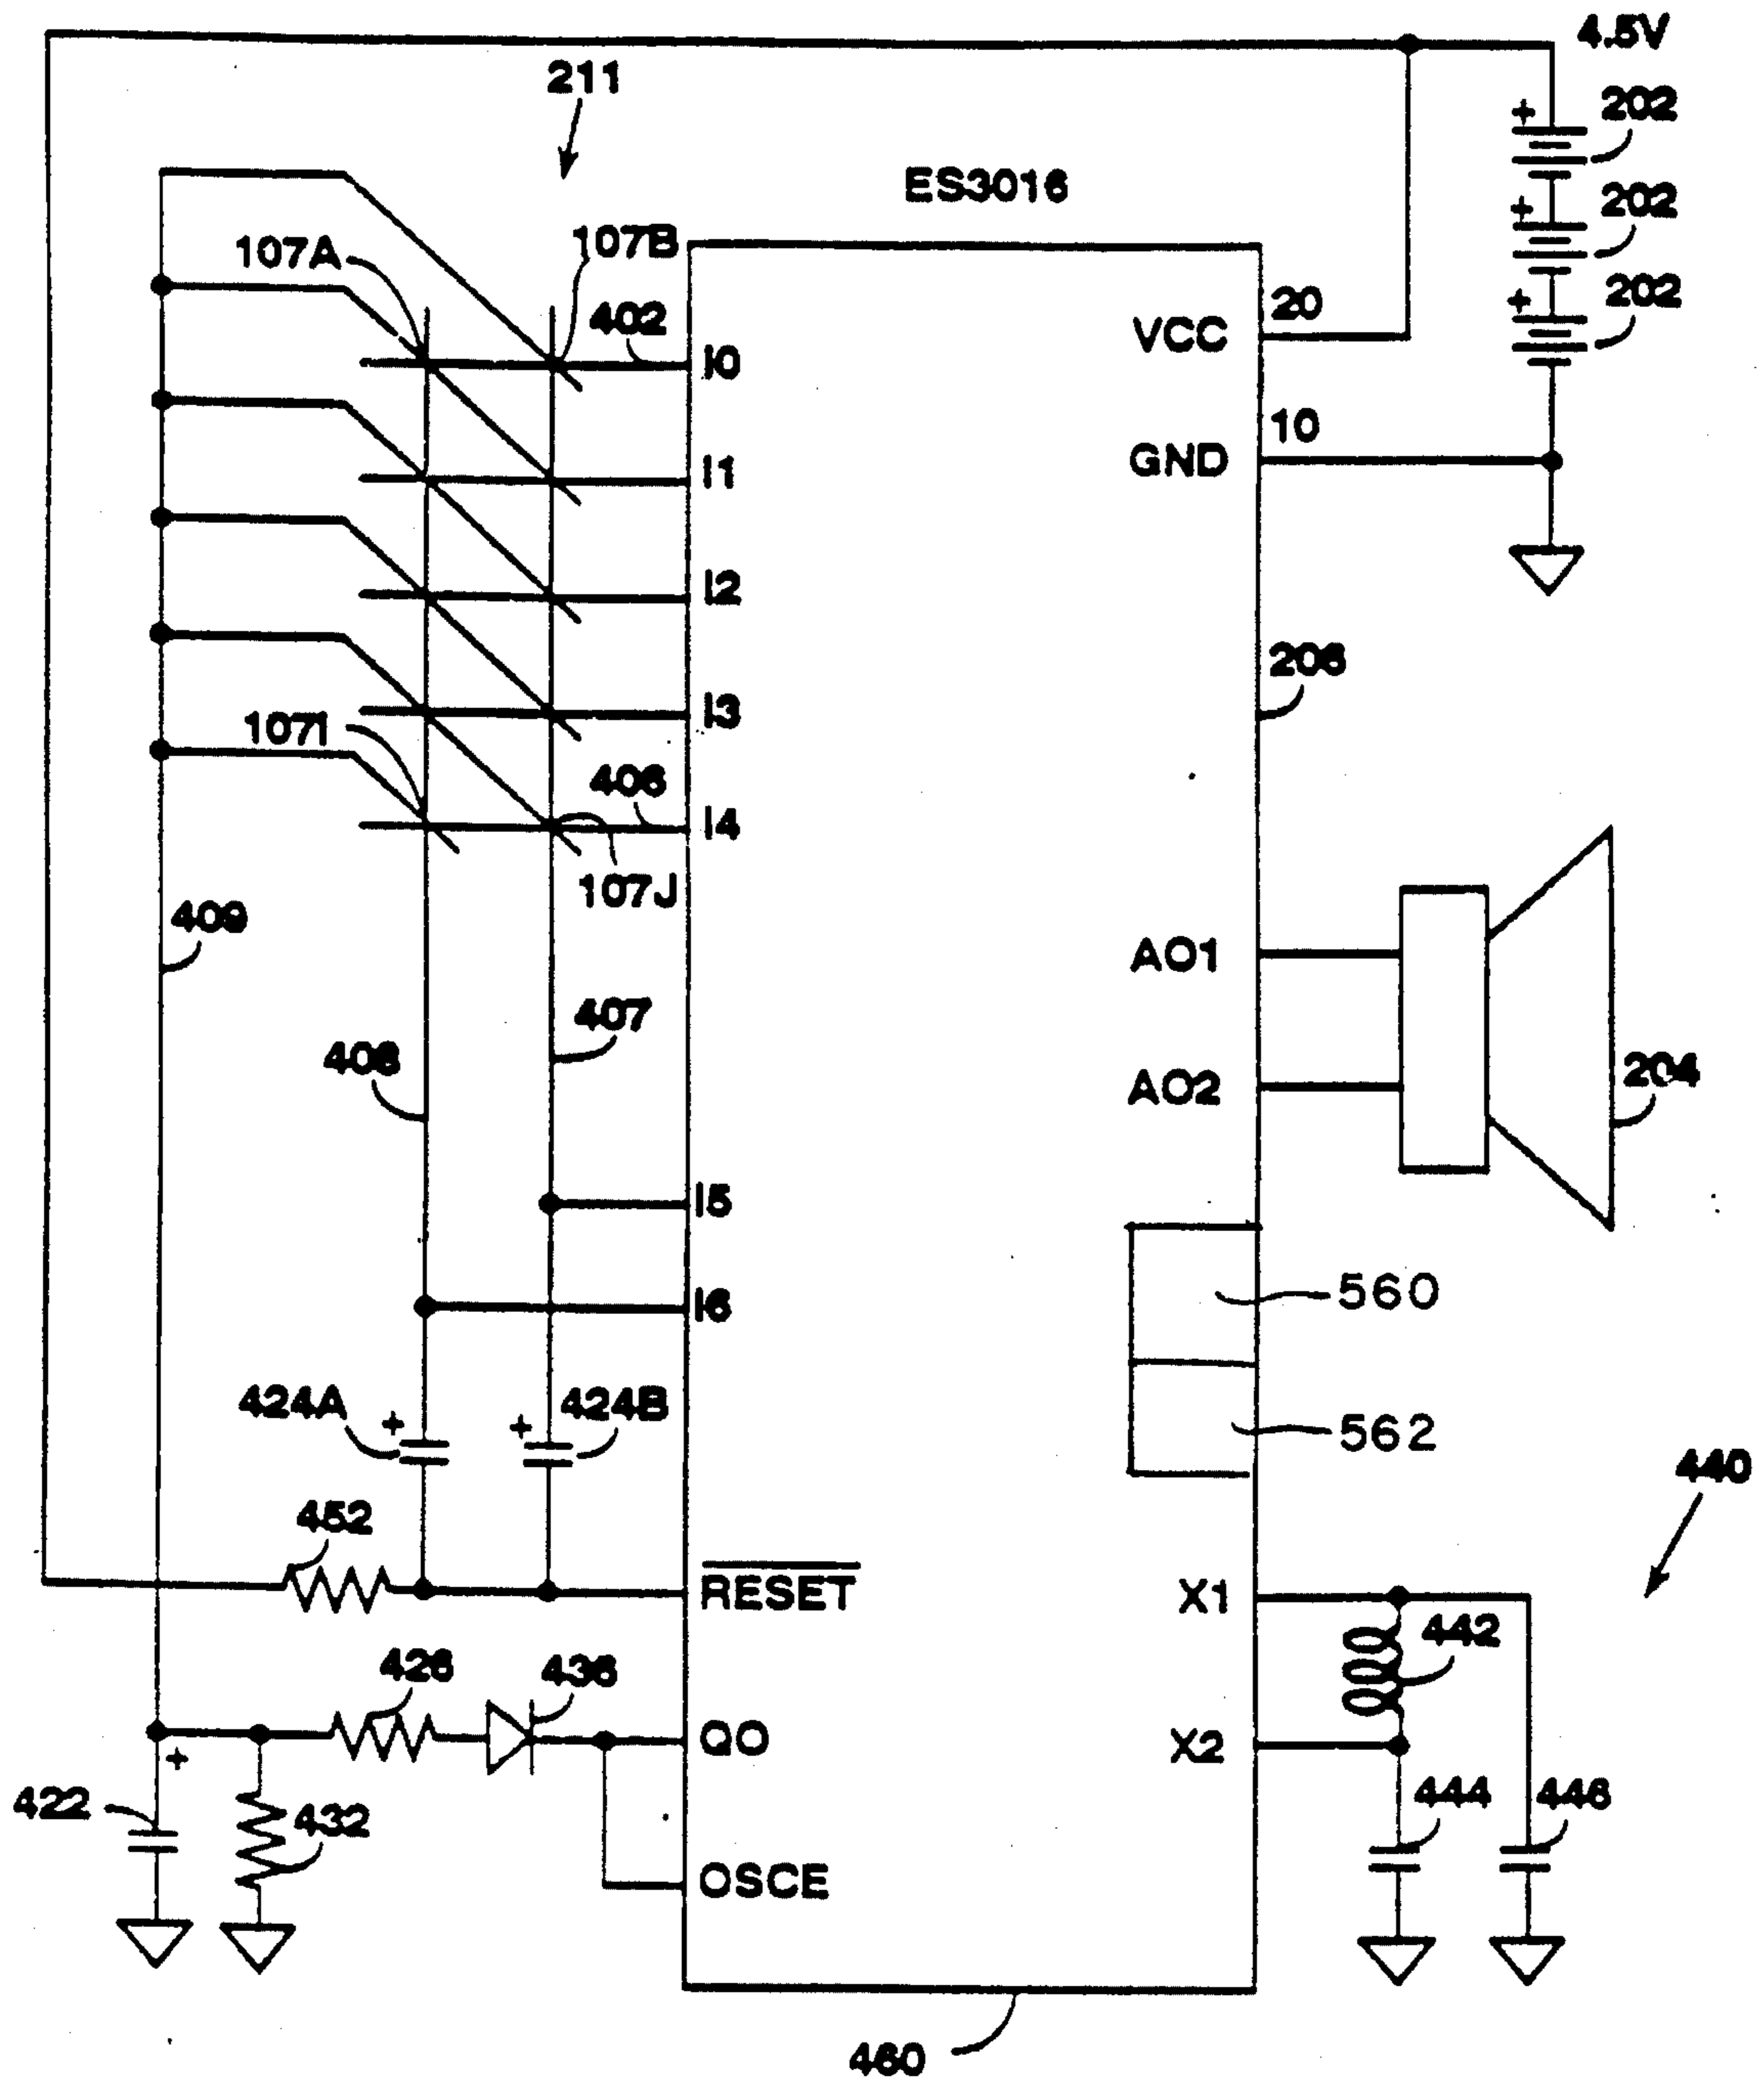 4.5V
211
202
ES3016
202
107A
107B
20
202
402
VCC
I0
10
I1
GND
I2
206
I3
107I
406
I4
107J
409
AO1
407
408
204
AO2
I5
560
I6
424A
+
+
424B
562
440
452
RESET
X1
442
426
436
QO
X2
+
422
432
444
446
OSCE
460
+
+
+